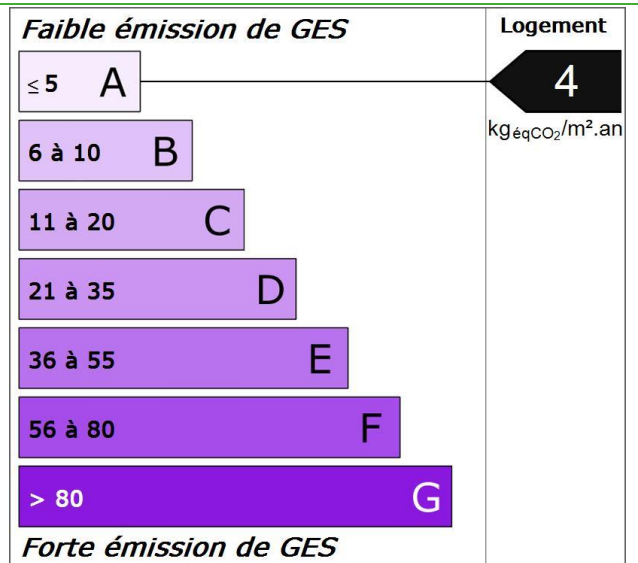 Faible émission de GES
Logement
≤ 5 A
4
kgéqCO₂/m².an
6 à 10 B
11 à 20 C
21 à 35 D
36 à 55 E
56 à 80 F
> 80 G
Forte émission de GES